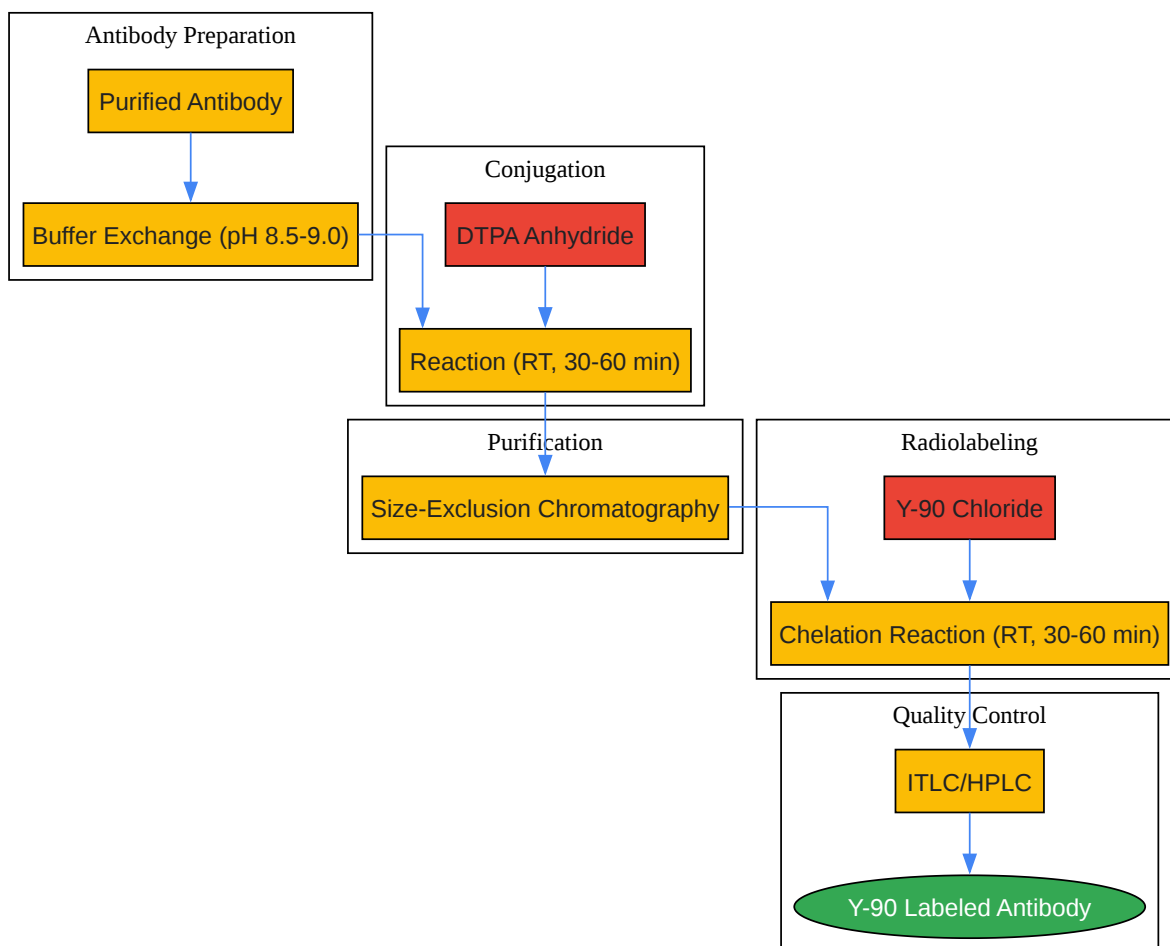 Antibody Preparation
Purified Antibody
Buffer Exchange (pH 8.5-9.0)
Conjugation
DTPA Anhydride
Reaction (RT, 30-60 min)
Purification
Size-Exclusion Chromatography
Radiolabeling
Y-90 Chloride
Chelation Reaction (RT, 30-60 min)
Quality Control
ITLC/HPLC
Y-90 Labeled Antibody